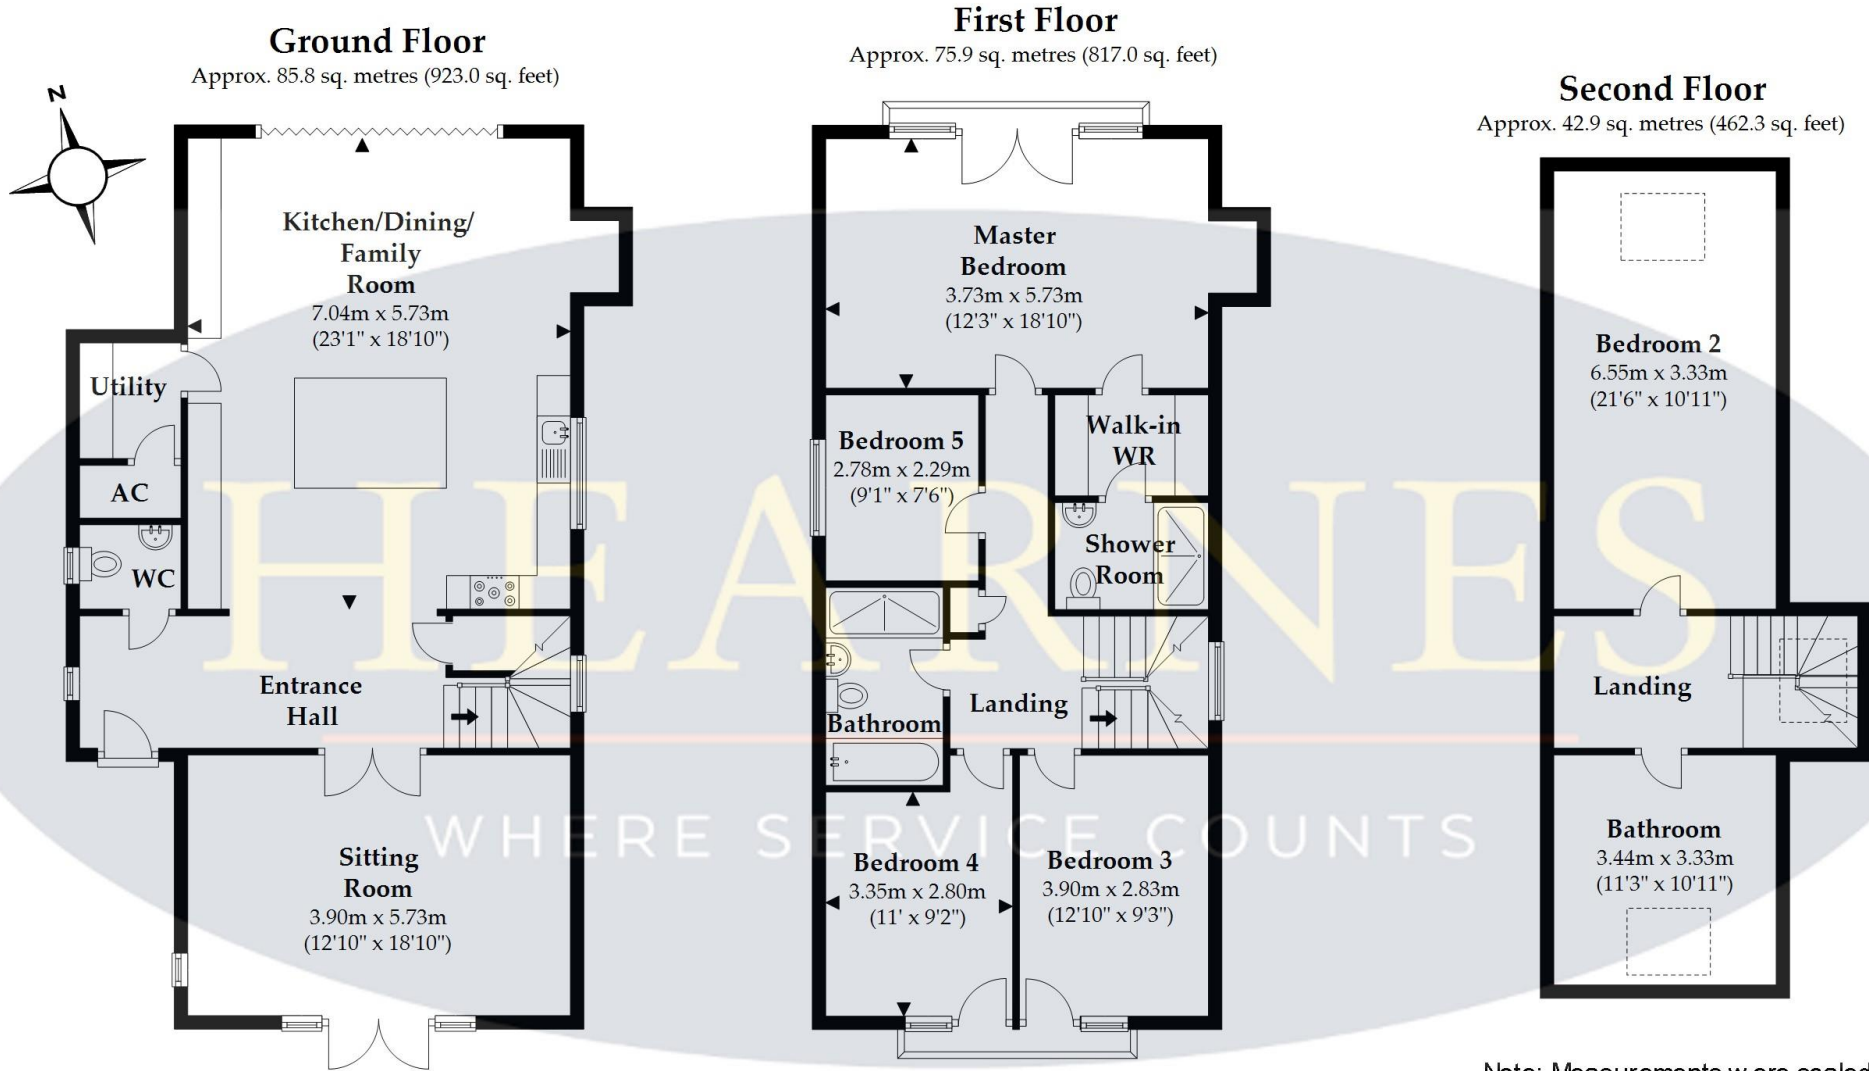 Ground Floor
Approx. 85.8 sq. metres (923.0 sq. feet)
N
Kitchen/Dining/
Family
Room
7.04m x 5.73m
(23'1" x 18'10")
Utility
AC
WC
Entrance
Hall
Sitting
Room
3.90m x 5.73m
(12'10" x 18'10")
First Floor
Approx. 75.9 sq. metres (817.0 sq. feet)
Master
Bedroom
3.73m x 5.73m
(12'3" x 18'10")
Bedroom 5
2.78m x 2.29m
(9'1" x 7'6")
Walk-in
WR
Shower
Room
Landing
Bathroom
Bedroom 4
3.35m x 2.80m
(11' x 9'2")
Bedroom 3
3.90m x 2.83m
(12'10" x 9'3")
Second Floor
Approx. 42.9 sq. metres (462.3 sq. feet)
Bedroom 2
6.55m x 3.33m
(21'6" x 10'11")
Landing
Bathroom
3.44m x 3.33m
(11'3" x 10'11")
HEARNES
WHERE SERVICE COUNTS
Note: Measurements were scaled